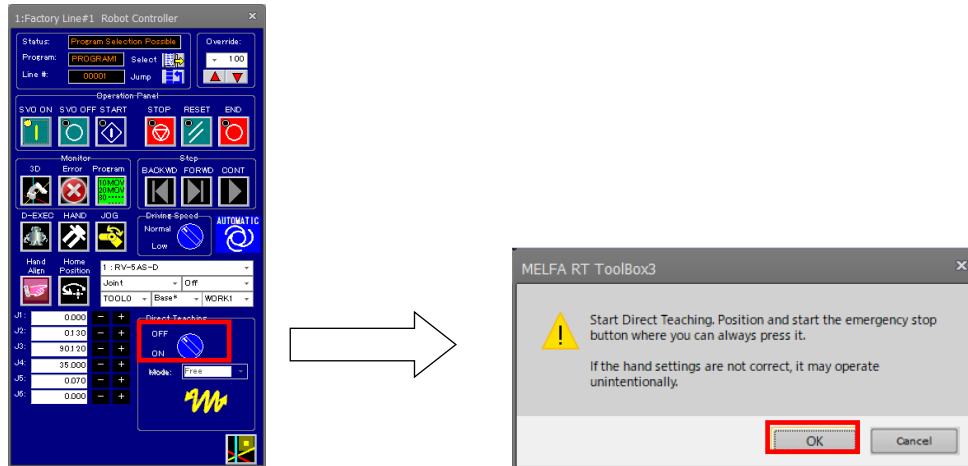 1:Factory Line#1 Robot Controller ×
Status: Program Selection Possible
Override:
Program: PROGRAM1 Select
100
Line #: 00001 Jump
Operation Panel
SVO ON SVO OFF START STOP RESET END
Monitor
Step
3D Error Program BACKWD FORWD CONT
10MOV
20MOV
30
D-EXEC HAND JOG
Driving Speed
AUTOMATIC
Normal
Low
Hand Align
Home Position
1 : RV-5AS-D
Joint Off
TOOL0 Base* WORK1
J1: 0.000 - +
J2: 0.130 - +
J3: 90.120 - +
J4: 35.000 - +
J5: 0.070 - +
J6: 0.000 - +
Direct Teaching
OFF
ON
Mode: Free
MELFA RT ToolBox3 x
Start Direct Teaching. Position and start the emergency stop
button where you can always press it.
If the hand settings are not correct, it may operate
unintentionally.
OK Cancel